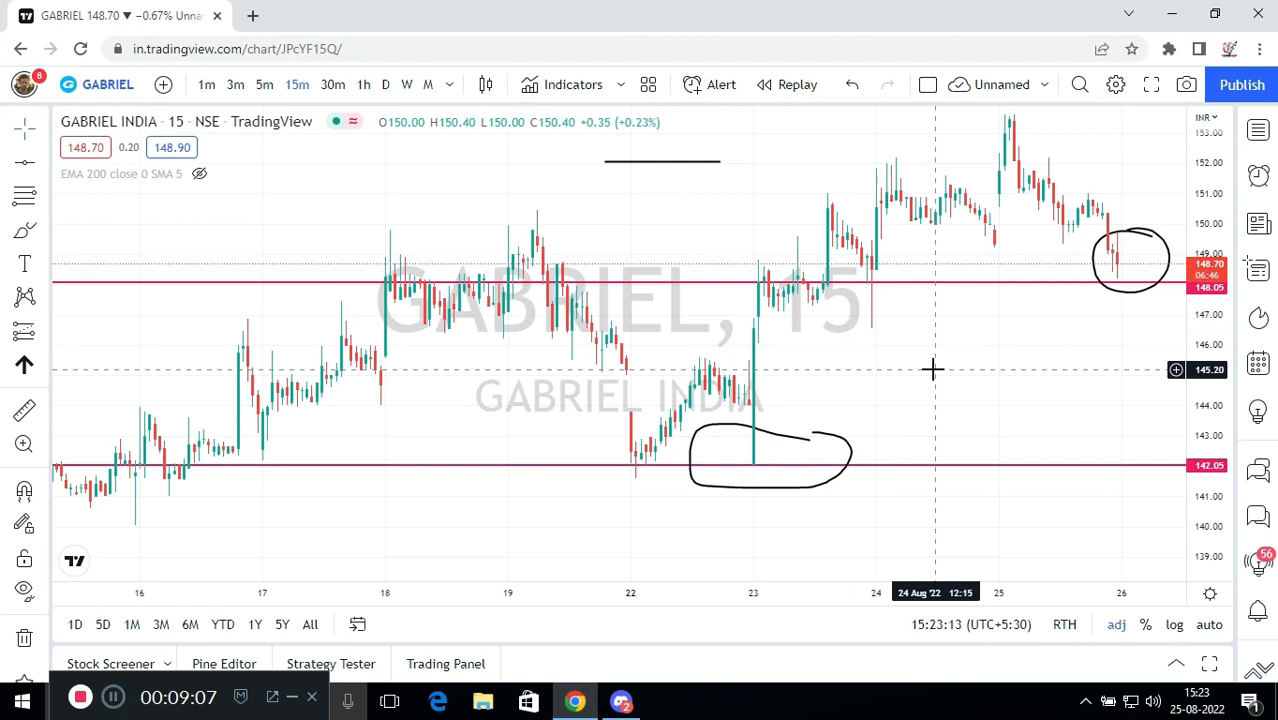 GABRIEL 148.70 ▼ −0.67% Unnar
in.tradingview.com/chart/JPcYF15Q/
8
GABRIEL
1m 3m 5m 15m 30m 1h D W M
Indicators
Alert
Replay
Unnamed
Publish
GABRIEL INDIA · 15 · NSE · TradingView
O150.00 H150.40 L150.00 C150.40 +0.35 (+0.23%)
INR
148.70 0.20 148.90
EMA 200 close 0 SMA 5
GABRIEL, 15
GABRIEL INDIA
153.00
152.00
151.00
150.00
149.00
148.70
06:46
148.05
147.00
146.00
145.20
144.00
143.00
142.05
141.00
140.00
139.00
16 17 18 19 22 23 24 24 Aug '22 12:15 25 26
1D 5D 1M 3M 6M YTD 1Y 5Y All
15:23:13 (UTC+5:30) RTH adj % log auto
56
Stock Screener Pine Editor Strategy Tester Trading Panel
00:09:07
2
15:23
25-08-2022
1